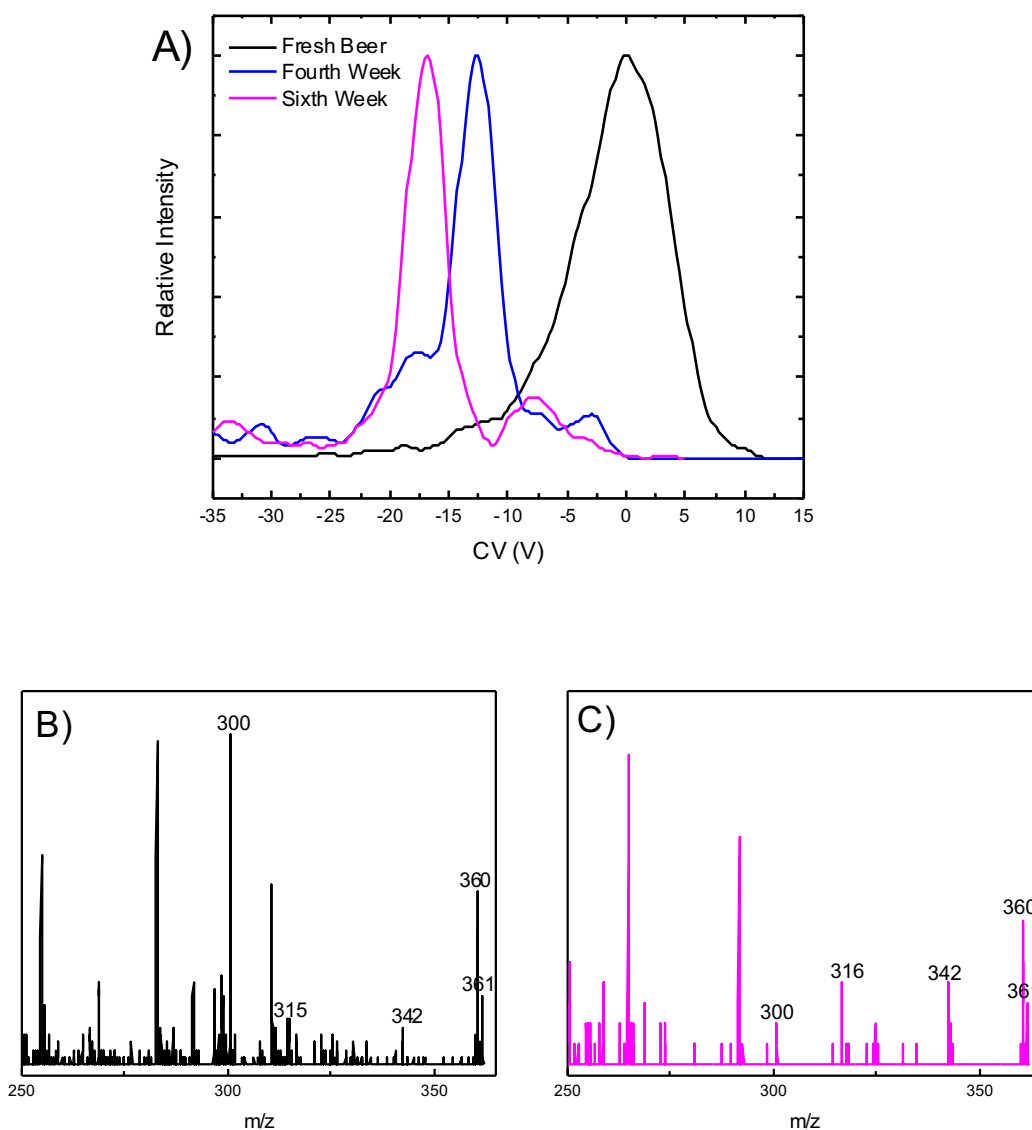 A)
Fresh Beer
Fourth Week
Sixth Week
Relative Intensity
-35 -30 -25 -20 -15 -10 -5 0 5 10 15
CV (V)
B)
300
360
361
315
342
250 300 350
m/z
C)
360
316
342
300
36
250 300 350
m/z